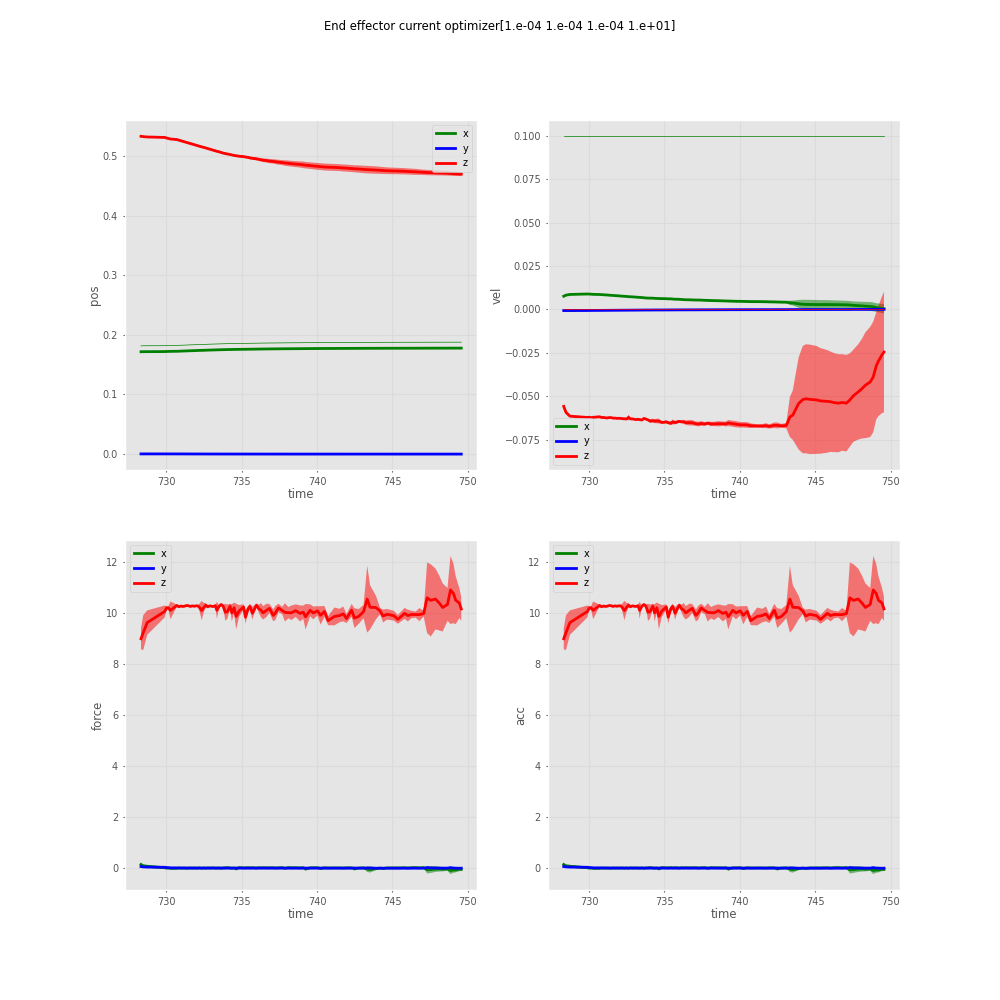 End effector current optimizer[1.e-04 1.e-04 1.e-04 1.e+01]
x
y
z
0.5
0.4
0.3
0.2
0.1
0.0
pos
730 735 740 745 750
time
0.100
0.075
0.050
0.025
0.000
−0.025
−0.050
−0.075
vel
x
y
z
730 735 740 745 750
time
x
y
z
12
10
8
6
4
2
0
force
730 735 740 745 750
time
x
y
z
12
10
8
6
4
2
0
acc
730 735 740 745 750
time